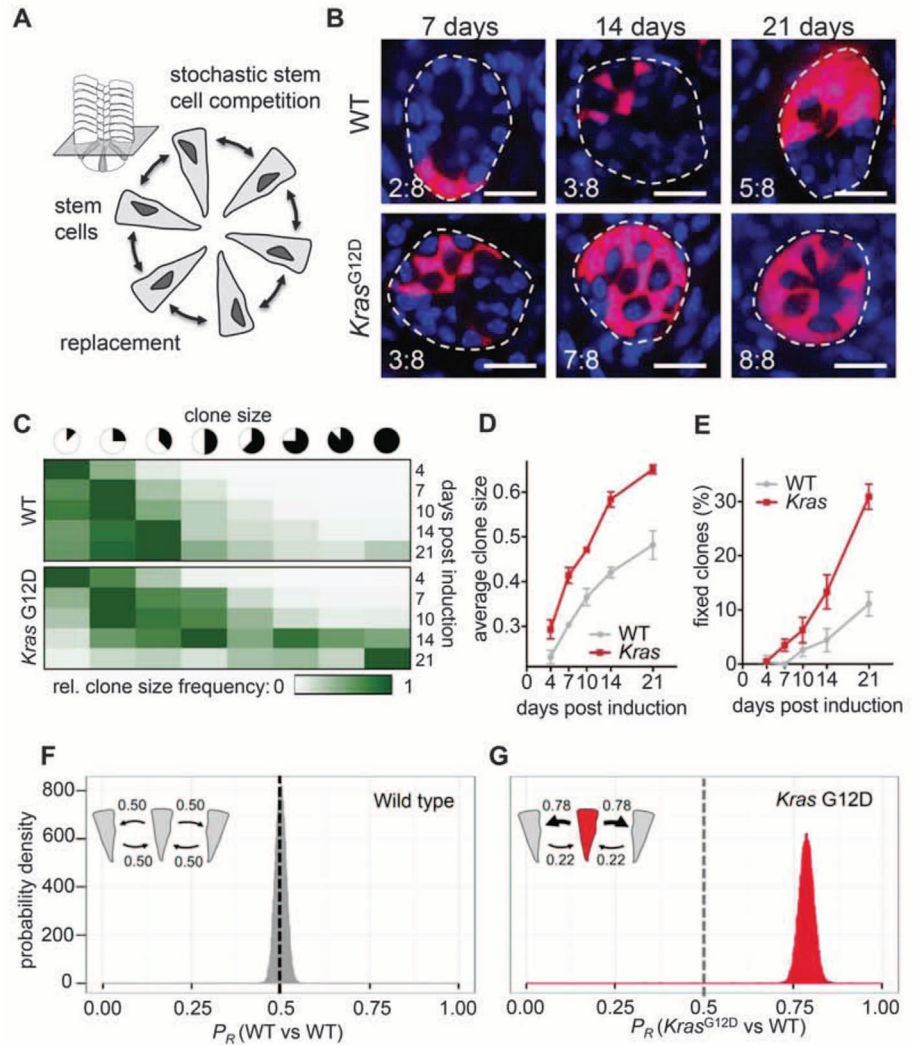 A
stochastic stem
cell competition
stem
cells
replacement
B
7 days
14 days
21 days
WT
2:8
3:8
5:8
KrasG12D
3:8
7:8
8:8
C
clone size
WT
4
7
10
14
21
Kras G12D
4
7
10
14
21
days post induction
rel. clone size frequency: 0
1
D
average clone size
0.6
0.5
0.4
0.3
WT
Kras
0 4 7 10 14 21
days post induction
E
fixed clones (%)
30
20
10
0
WT
Kras
0 4 7 10 14 21
days post induction
F
probability density
800
600
400
200
0
0.50 0.50
0.50 0.50
Wild type
0.00 0.25 0.5 0.75 1.00
PR (WT vs WT)
G
0.78 0.78
0.22 0.22
Kras G12D
0.00 0.25 0.5 0.75 1.00
PR (KrasG12D vs WT)